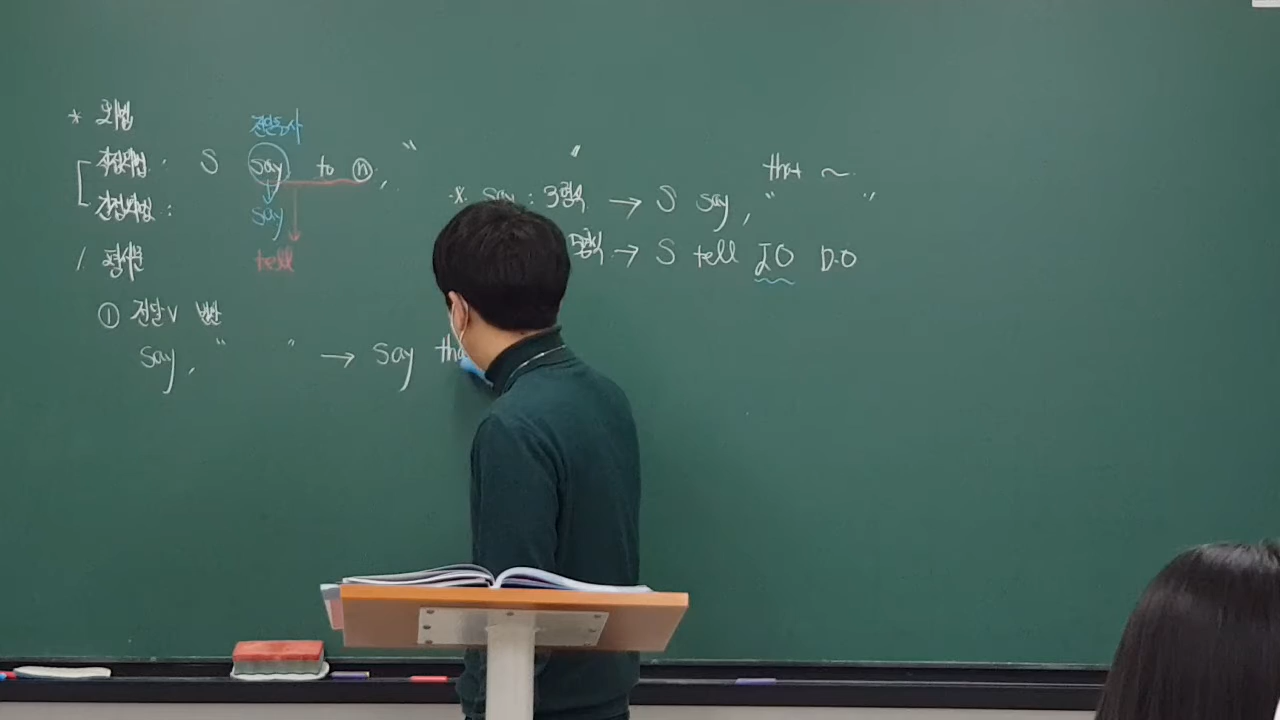 * 화법
전달동사
직접화법 : S say to ⓝ , " "
간접화법 :
say
tell
1. 평서문
① 전달V 변환
say, " " → say tha
* say : 3형식 → S say, " "
that ~
형식 → S tell IO D.O